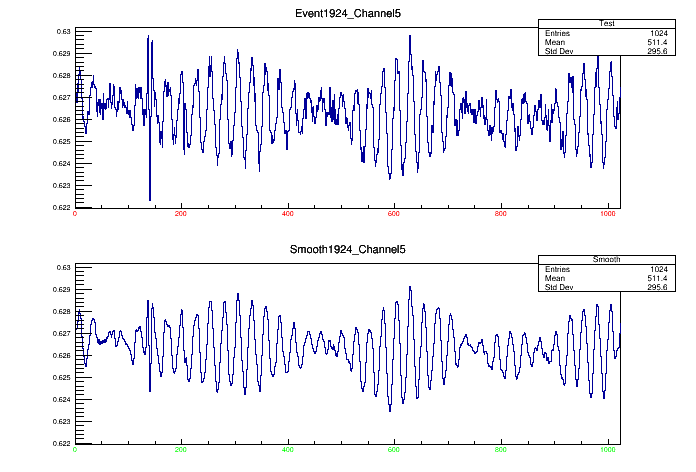 Event1924_Channel5
Test
Entries 1024
Mean 511.4
Std Dev 295.6
0.63
0.629
0.628
0.627
0.626
0.625
0.624
0.623
0.622
0 200 400 600 800 1000
Smooth1924_Channel5
Smooth
Entries 1024
Mean 511.4
Std Dev 295.6
0.63
0.629
0.628
0.627
0.626
0.625
0.624
0.623
0.622
0 200 400 600 800 1000